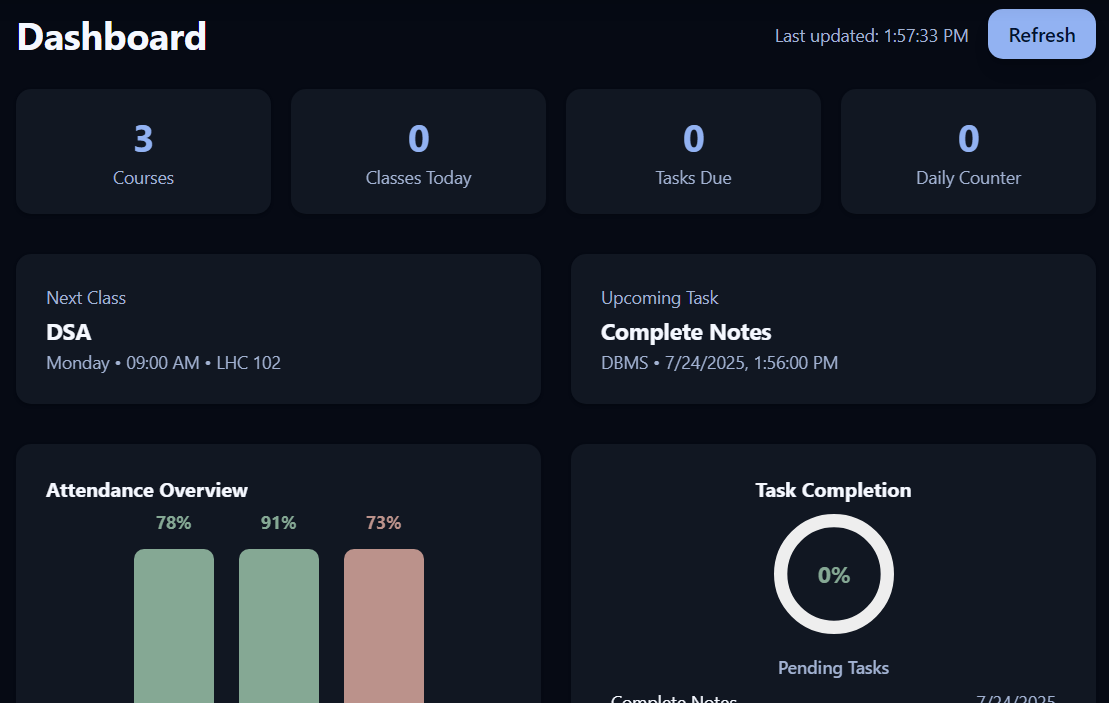 Dashboard
Last updated: 1:57:33 PM
Refresh
3
Courses
0
Classes Today
0
Tasks Due
0
Daily Counter
Next Class
DSA
Monday • 09:00 AM • LHC 102
Upcoming Task
Complete Notes
DBMS • 7/24/2025, 1:56:00 PM
Attendance Overview
78% 91% 73%
Task Completion
0%
Pending Tasks
Complete Notes 7/24/2025